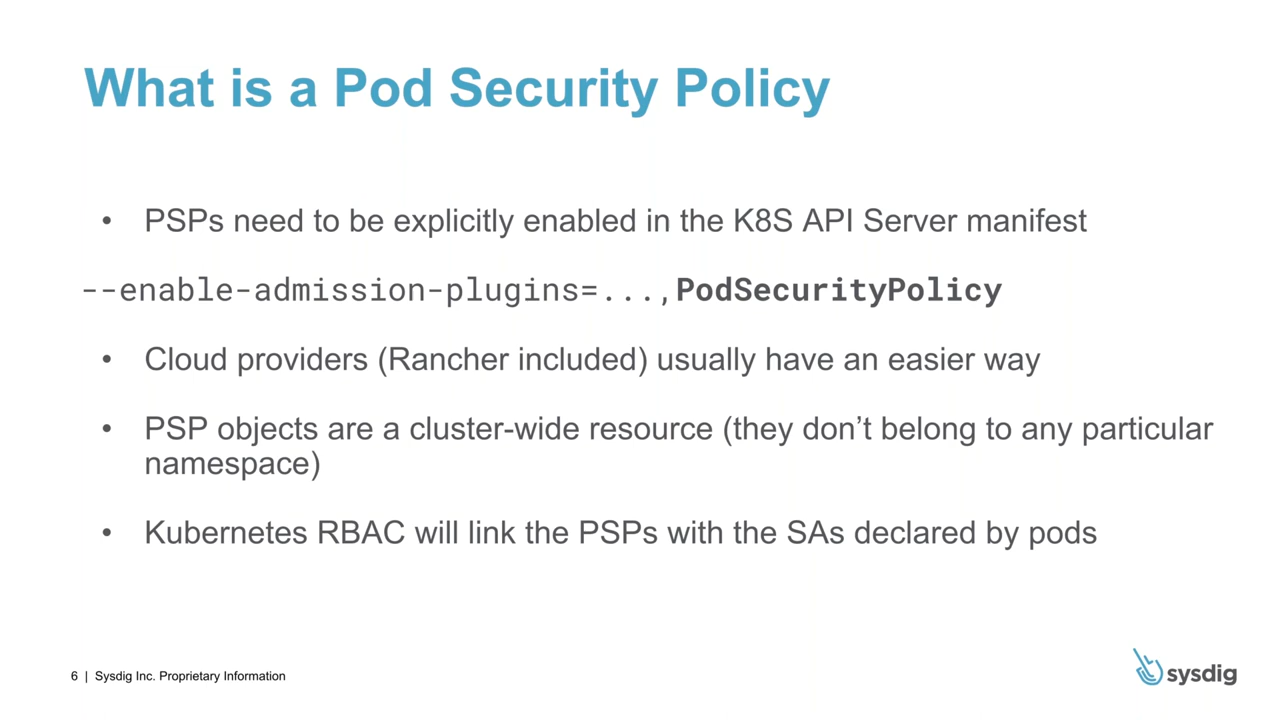 What is a Pod Security Policy
• PSPs need to be explicitly enabled in the K8S API Server manifest
--enable-admission-plugins=...,PodSecurityPolicy
• Cloud providers (Rancher included) usually have an easier way
• PSP objects are a cluster-wide resource (they don’t belong to any particular
namespace)
• Kubernetes RBAC will link the PSPs with the SAs declared by pods
6 | Sysdig Inc. Proprietary Information
sysdig